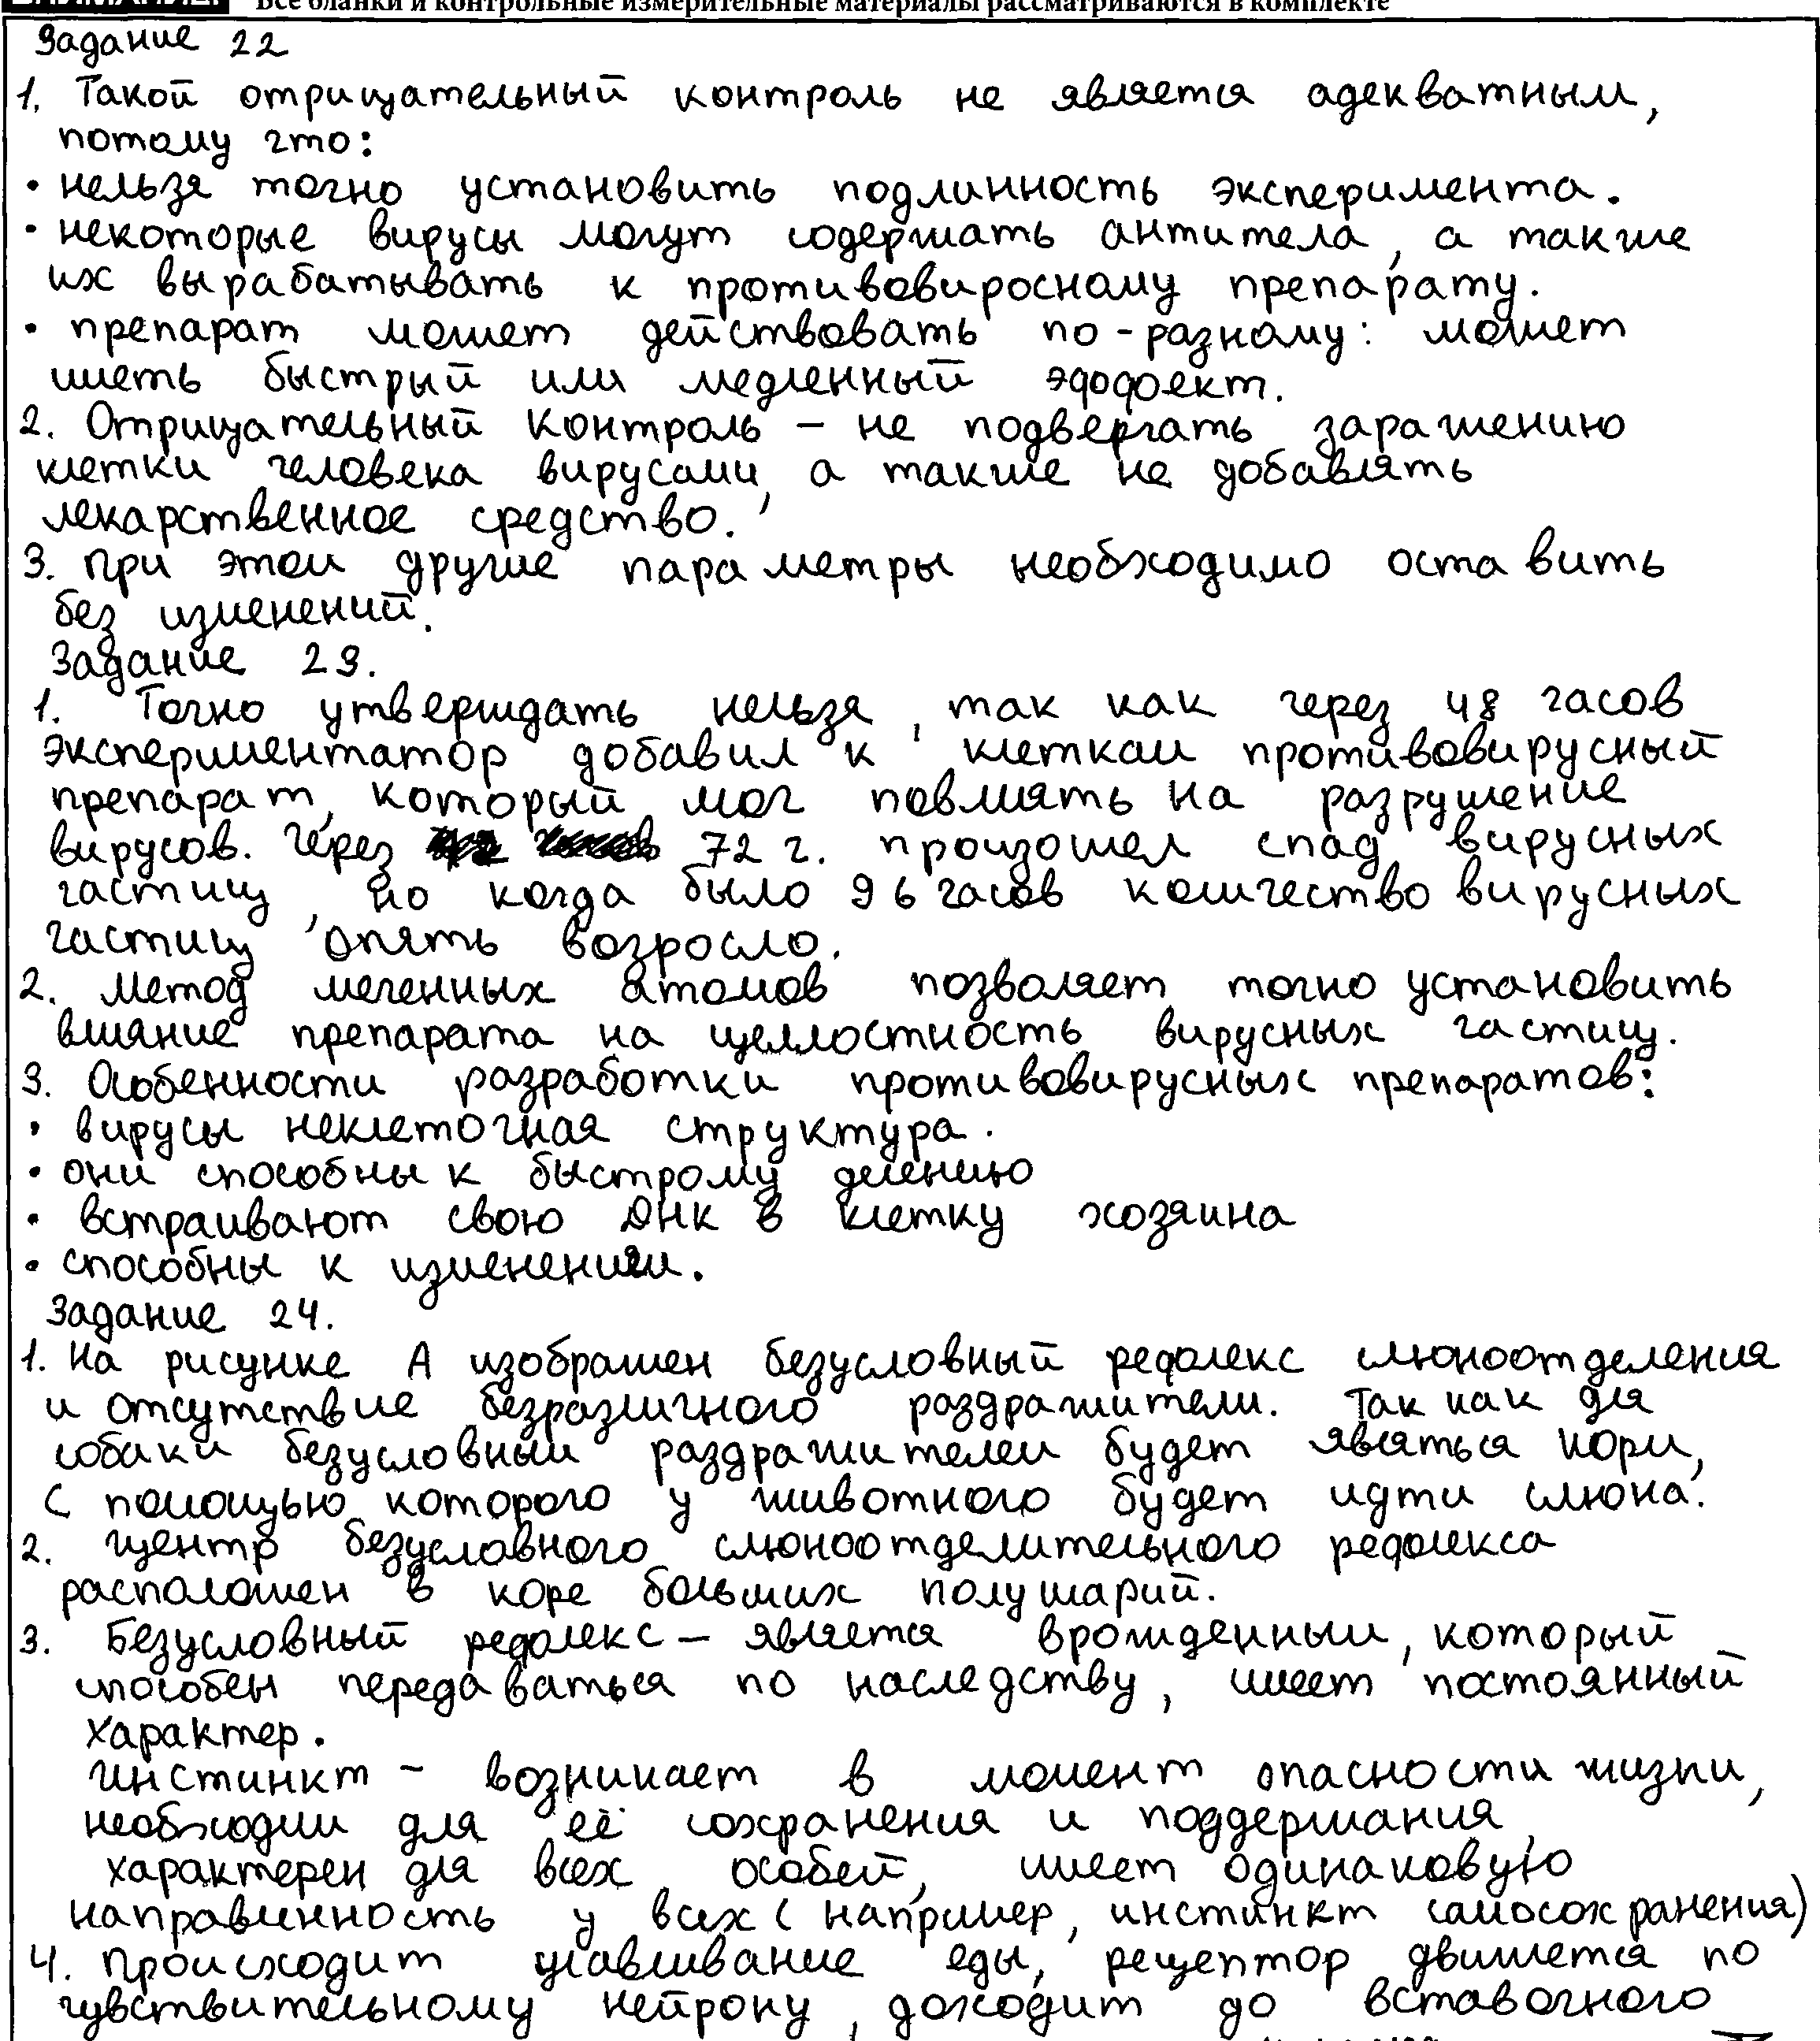 Все бланки и контрольные измерительные материалы рассматриваются в комплекте
Задание 22
1. Такой отрицательный контроль не является адекватным,
потому что:
• нельзя точно установить подлинность эксперимента.
• некоторые вирусы могут содержать антитела, а также
их вырабатывать к противовиросному препарату.
• препарат может действовать по-разному: может
иметь быстрый или медленный эффект.
2. Отрицательный контроль - не подвергать заражению
клетки человека вирусами, а также не добавлять
лекарственное средство.
3. При этом другие параметры необходимо оставить
без изменений.
Задание 23.
1. Точно утверждать нельзя, так как через 48 часов
экспериментатор добавил к клеткам противовирусный
препарат, который мог повлиять на разрушение
вирусов. Через 72 ч. произошел спад вирусных
частиц, но когда было 96 часов количество вирусных
частиц опять возросло.
2. Метод меченных атомов позволяет точно установить
влияние препарата на целлостность вирусных частиц.
3. Особенности разработки противовирусных препаратов:
• вирусы неклеточная структура.
• они способны к быстрому делению
• встраивают свою ДНК в клетку хозяина
• способны к изменениям.
Задание 24.
1. На рисунке А изображен безусловный рефлекс слюноотделения
и отсутствие безразличного раздражители. Так как для
собаки безусловным раздражителем будет являться корм,
с помощью которого у животного будет идти слюна.
2. Центр безусловного слюноотделительного рефлекса
расположен в коре больших полушарий.
3. Безусловный рефлекс - является врожденным, который
способен передаваться по наследству, имеет постоянный
характер.
Инстинкт - возникает в момент опасности жизни,
необходим для её сохранения и поддержания,
характерен для всех особей, имеет одинаковую
направленность у всех (например, инстинкт самосохранения)
4. Происходит улавливание еды, рецептор движется по
чувствительному нейрону, доходит до вставочного